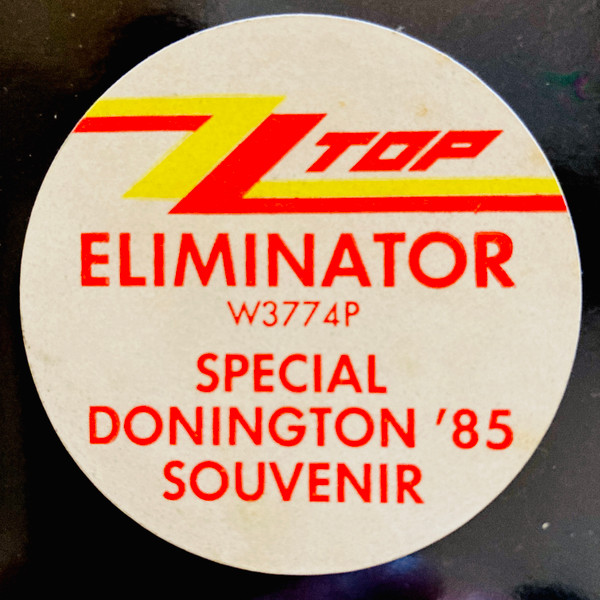 ZZ TOP
ELIMINATOR
W3774P
SPECIAL
DONINGTON '85
SOUVENIR